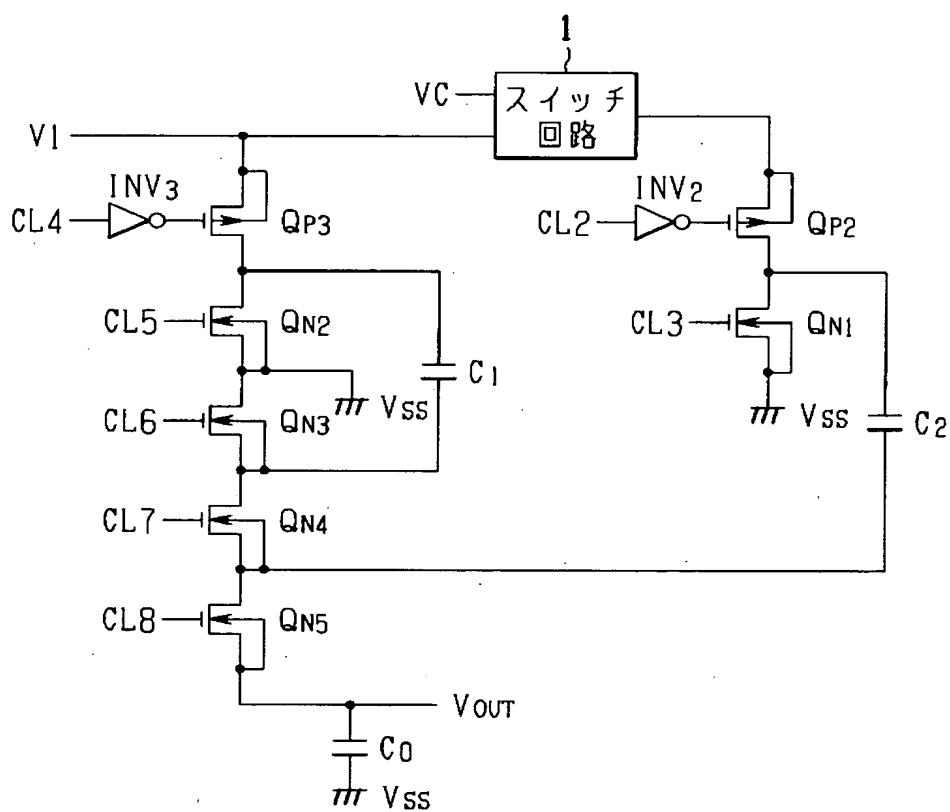 1
VC
スイッチ
回路
V1
INV3
CL4
QP3
INV2
CL2
QP2
CL5
QN2
CL3
QN1
C1
VSS
CL6
QN3
VSS
C2
CL7
QN4
CL8
QN5
VOUT
C0
VSS